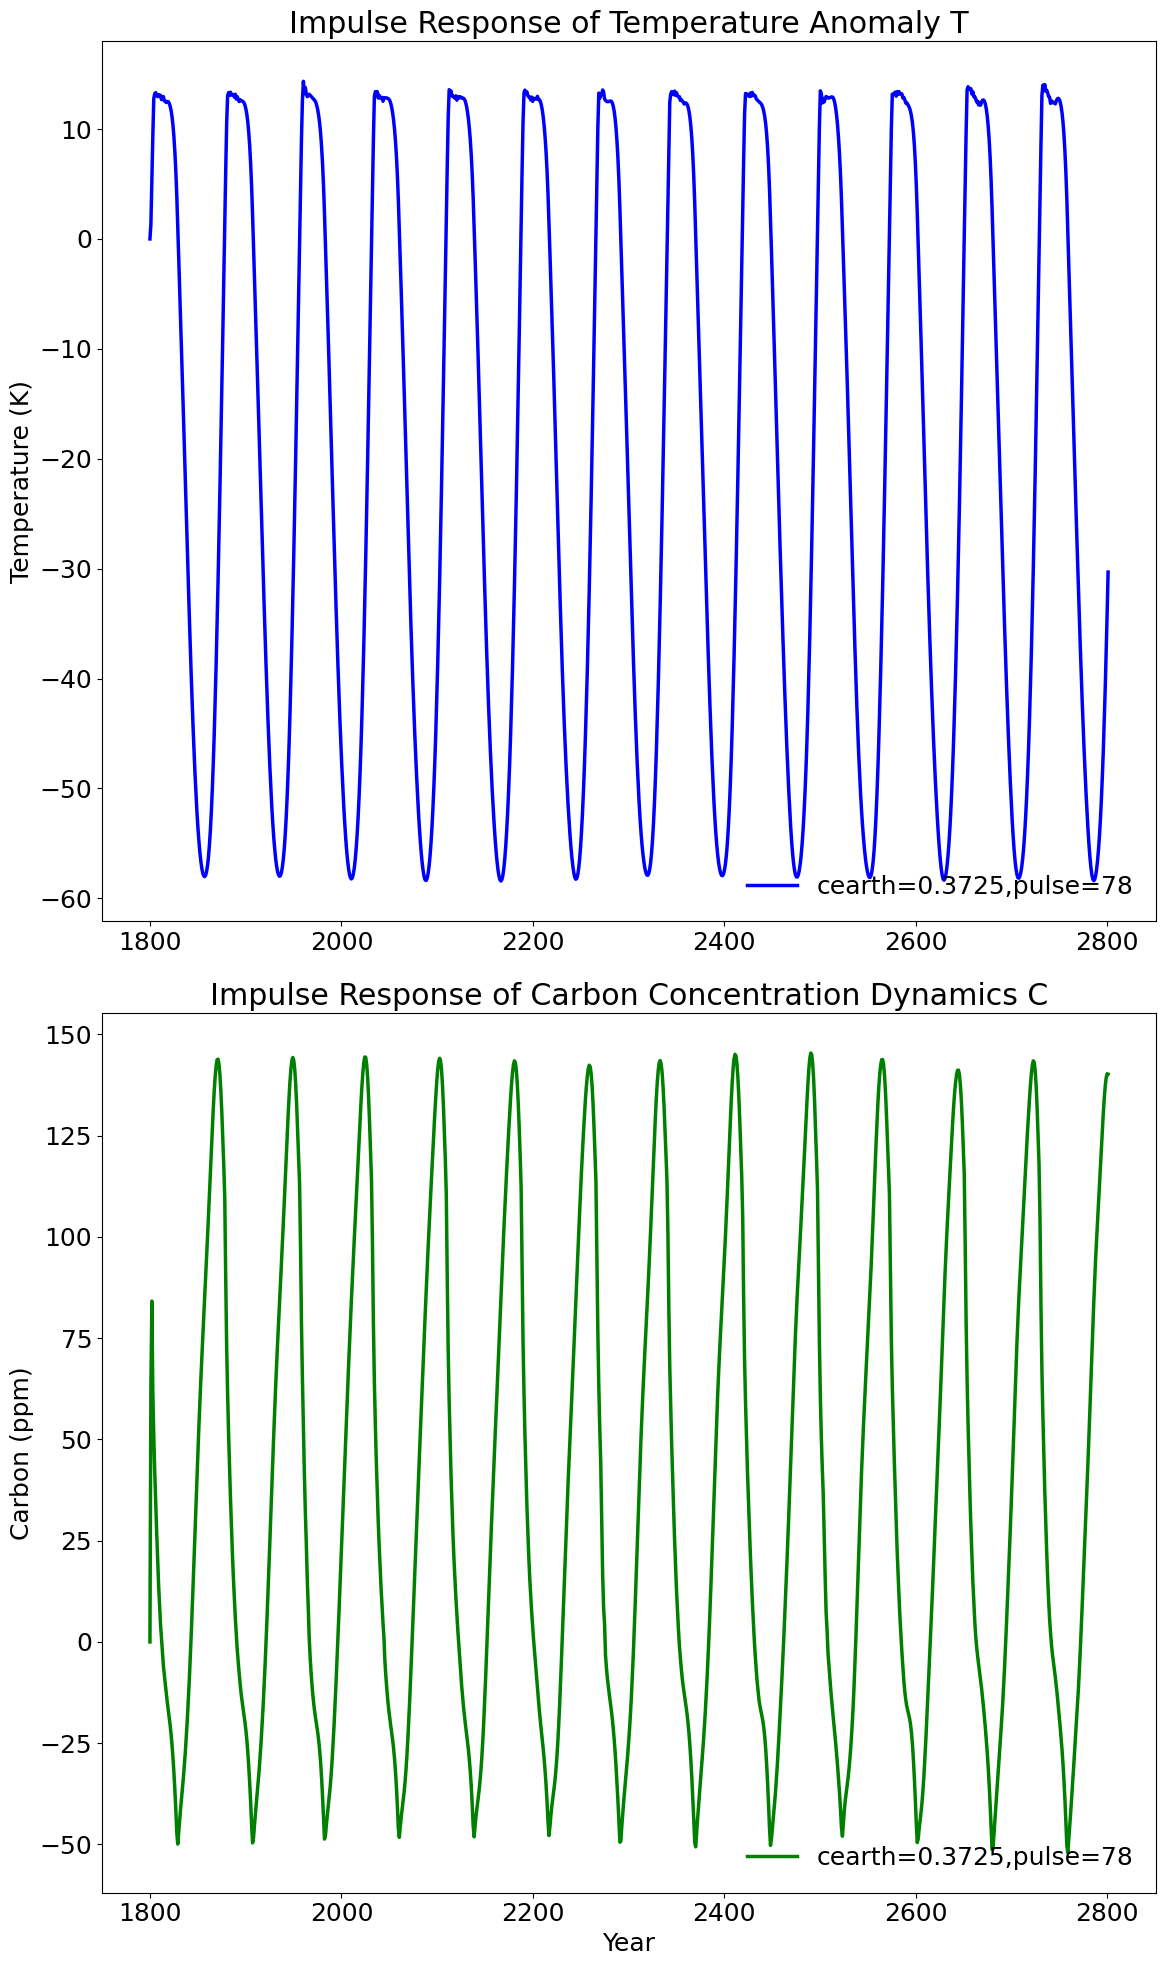 Impulse Response of Temperature Anomaly T
Temperature (K)
10
0
−10
−20
−30
−40
−50
−60
cearth=0.3725,pulse=78
1800 2000 2200 2400 2600 2800
Impulse Response of Carbon Concentration Dynamics C
Carbon (ppm)
150
125
100
75
50
25
0
−25
−50
cearth=0.3725,pulse=78
1800 2000 2200 2400 2600 2800
Year